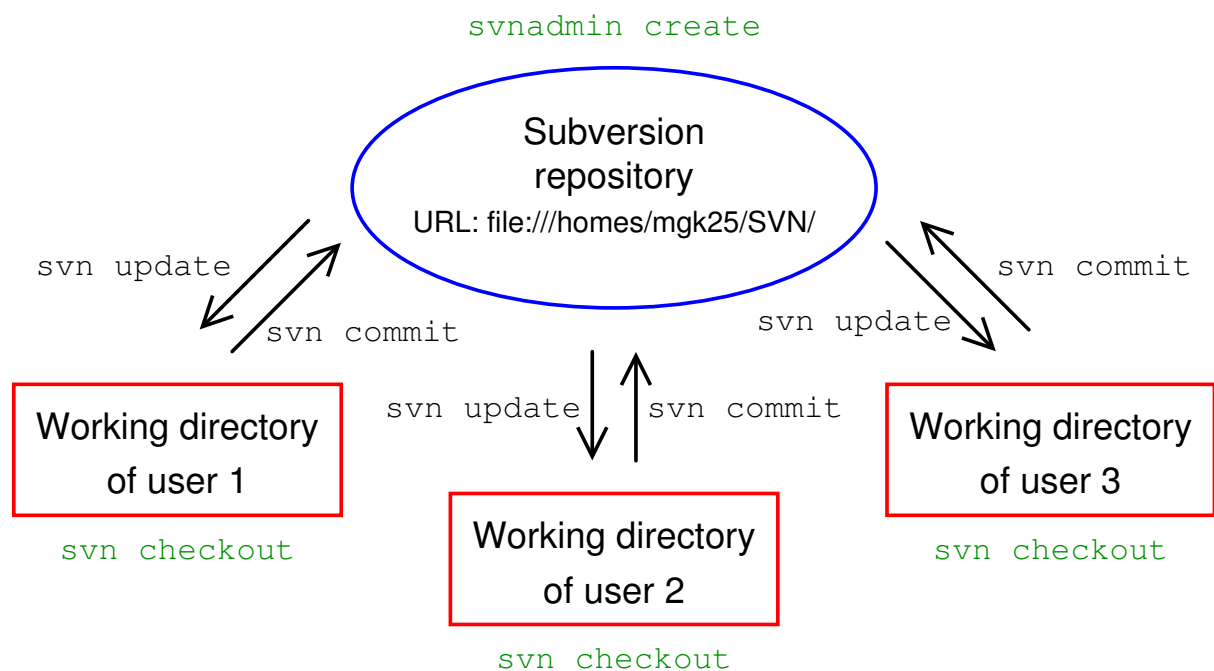 svnadmin create
Subversion
repository
URL: file:///homes/mgk25/SVN/
svn update
svn commit
svn commit
svn update
svn update
svn commit
Working directory
of user 1
svn checkout
Working directory
of user 2
svn checkout
Working directory
of user 3
svn checkout